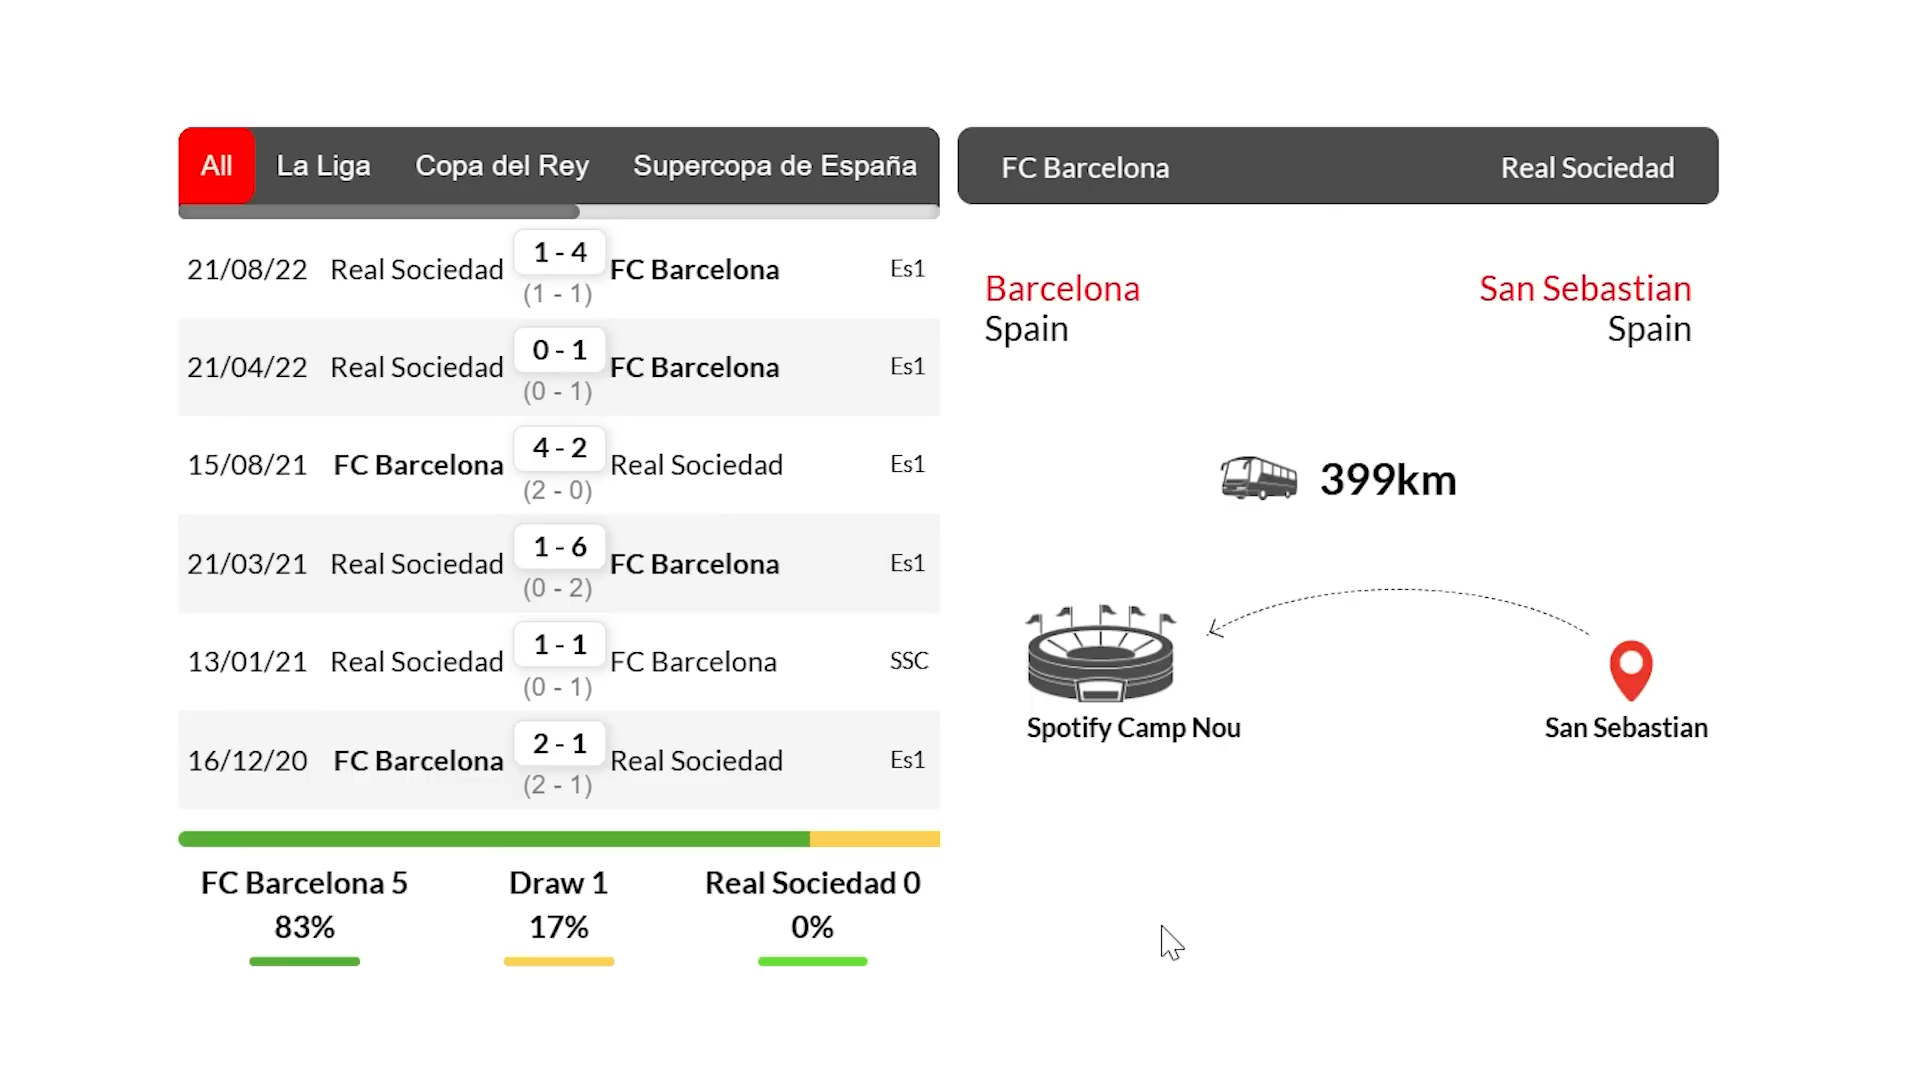 All La Liga Copa del Rey Supercopa de España
21/08/22 Real Sociedad 1 - 4 FC Barcelona Es1
(1 - 1)
21/04/22 Real Sociedad 0 - 1 FC Barcelona Es1
(0 - 1)
15/08/21 FC Barcelona 4 - 2 Real Sociedad Es1
(2 - 0)
21/03/21 Real Sociedad 1 - 6 FC Barcelona Es1
(0 - 2)
13/01/21 Real Sociedad 1 - 1 FC Barcelona SSC
(0 - 1)
16/12/20 FC Barcelona 2 - 1 Real Sociedad Es1
(2 - 1)
FC Barcelona 5 Draw 1 Real Sociedad 0
83% 17% 0%
FC Barcelona Real Sociedad
Barcelona San Sebastian
Spain Spain
399km
Spotify Camp Nou San Sebastian